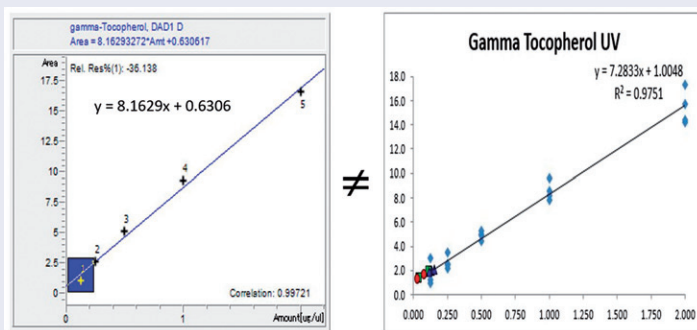 gamma-Tocopherol, DAD1 D
Area = 8.16293272*Amt +0.630617
Area
Rel. Res%(1): -36.138
17.5
15
12.5
10
7.5
5
2.5
0
y = 8.1629x + 0.6306
1
2
3
4
5
Correlation: 0.99721
0
1
Amount[ug/ul]
≠
Gamma Tocopherol UV
y = 7.2833x + 1.0048
R² = 0.9751
18.0
16.0
14.0
12.0
10.0
8.0
6.0
4.0
2.0
0.0
0.000 0.250 0.500 0.750 1.000 1.250 1.500 1.750 2.000